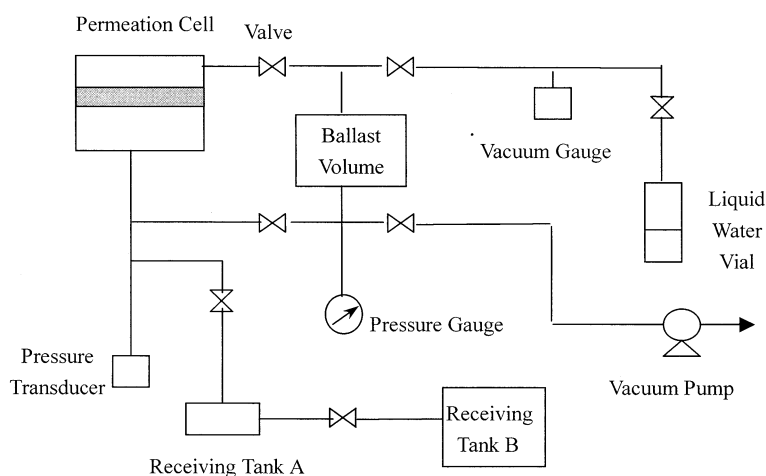 Permeation Cell
Valve
Ballast
Volume
Vacuum Gauge
Liquid
Water
Vial
Pressure Gauge
Pressure
Transducer
Vacuum Pump
Receiving
Tank B
Receiving Tank A